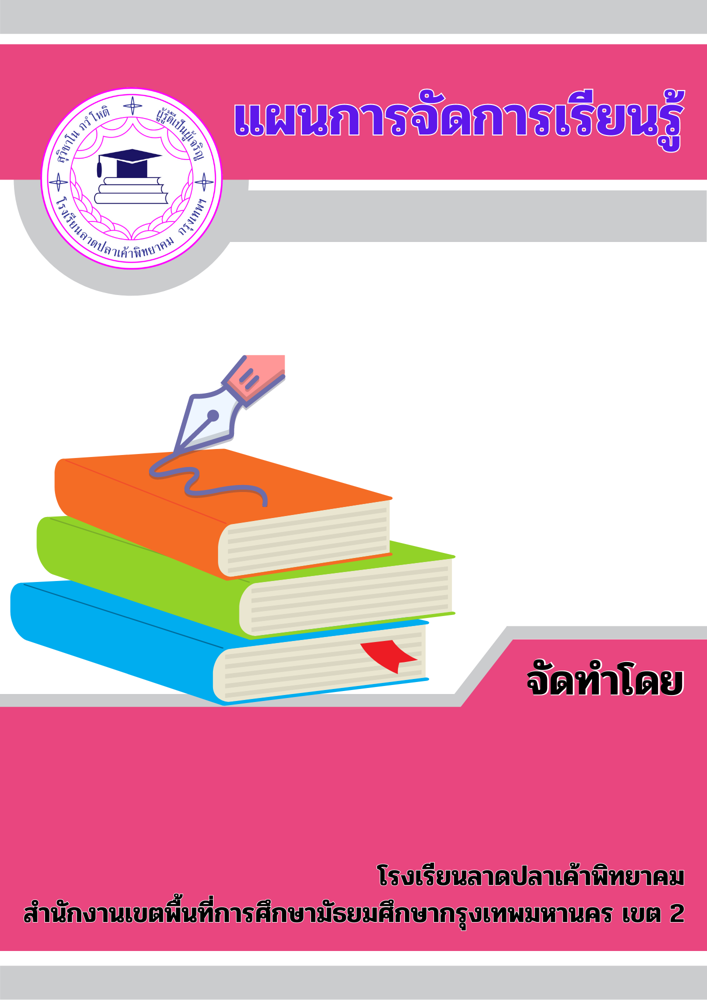 แผนการจัดการเรียนรู้
สุวิชาโน ภวํ โหติ
ผู้รู้ดีเป็นผู้เจริญ
โรงเรียนลาดปลาเค้าพิทยาคม กรุงเทพฯ
จัดทำโดย
โรงเรียนลาดปลาเค้าพิทยาคม
สำนักงานเขตพื้นที่การศึกษามัธยมศึกษากรุงเทพมหานคร เขต 2